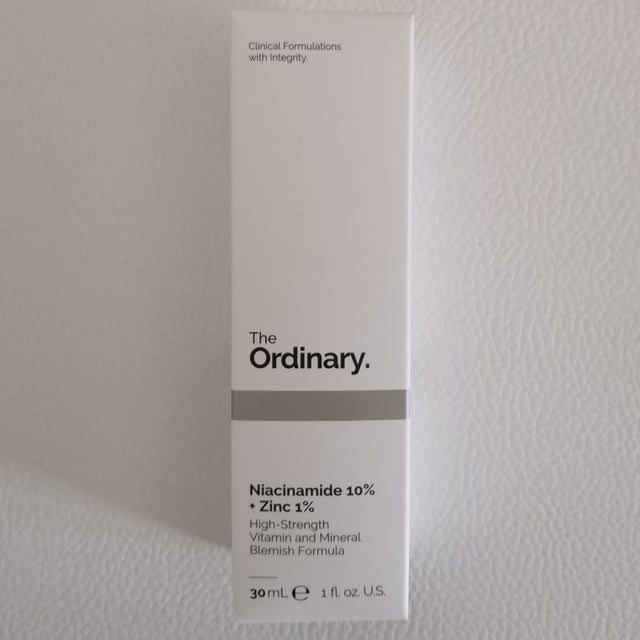 Clinical Formulations
with Integrity.
The
Ordinary.
Niacinamide 10%
+ Zinc 1%
High-Strength
Vitamin and Mineral
Blemish Formula
30 mL ℮ 1 fl. oz. U.S.